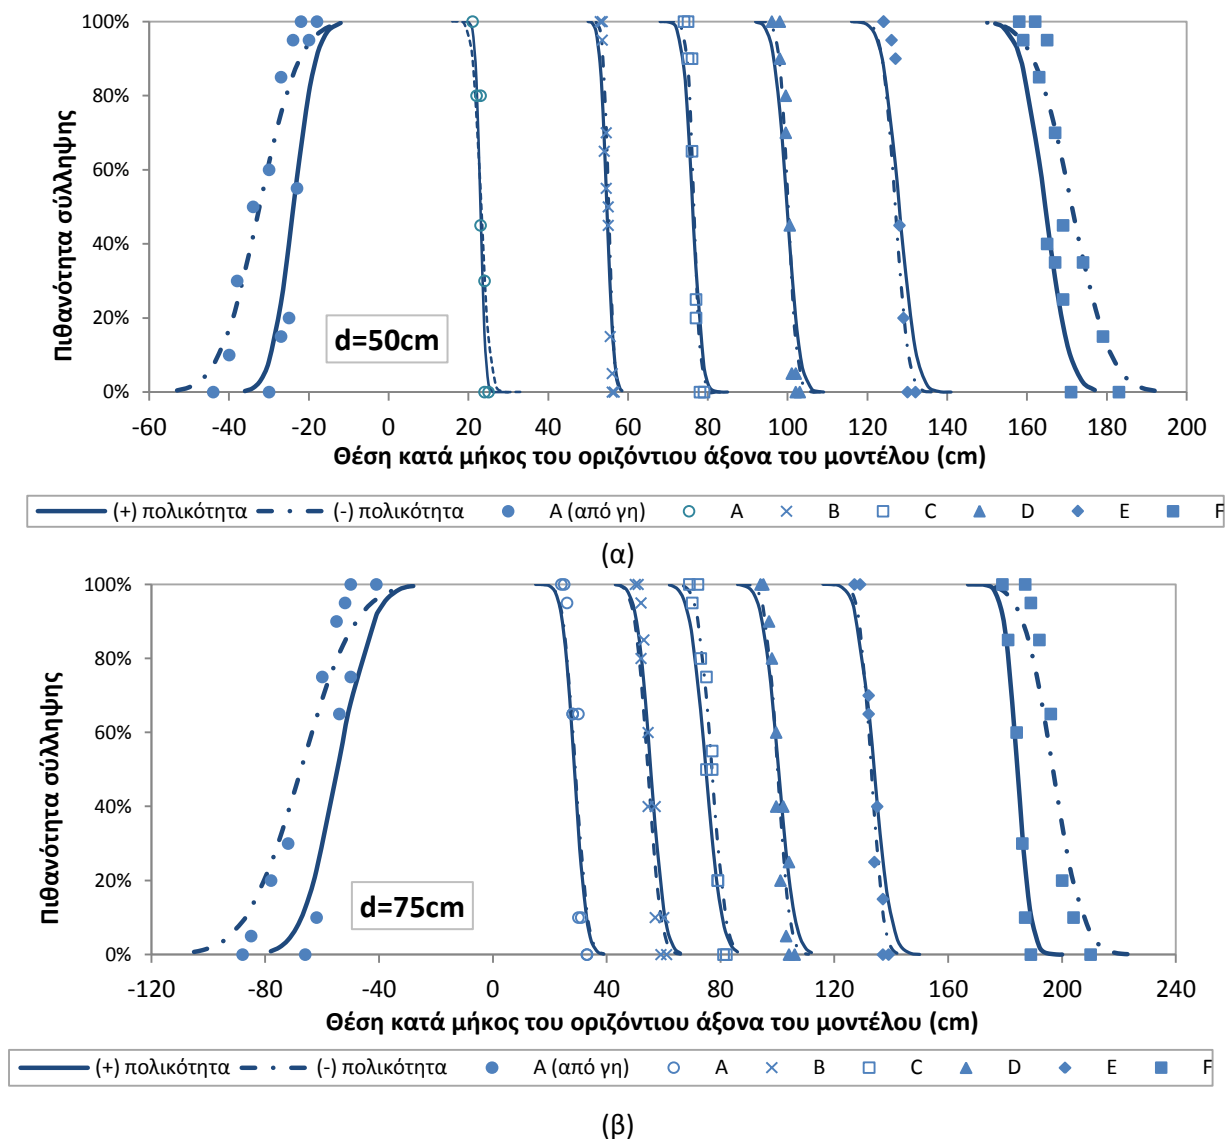 100%
80%
60%
40%
20%
0%
Πιθανότητα σύλληψης
d=50cm
-60 -40 -20 0 20 40 60 80 100 120 140 160 180 200
Θέση κατά μήκος του οριζόντιου άξονα του μοντέλου (cm)
(+) πολικότητα (-) πολικότητα A (από γη) A B C D E F
(α)
100%
80%
60%
40%
20%
0%
Πιθανότητα σύλληψης
d=75cm
-120 -80 -40 0 40 80 120 160 200 240
Θέση κατά μήκος του οριζόντιου άξονα του μοντέλου (cm)
(+) πολικότητα (-) πολικότητα A (από γη) A B C D E F
(β)